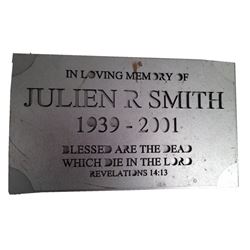 IN LOVING MEMORY OF
JULIEN R SMITH
1939 - 2001
BLESSED ARE THE DEAD
WHICH DIE IN THE LORD
REVELATIONS 14:13